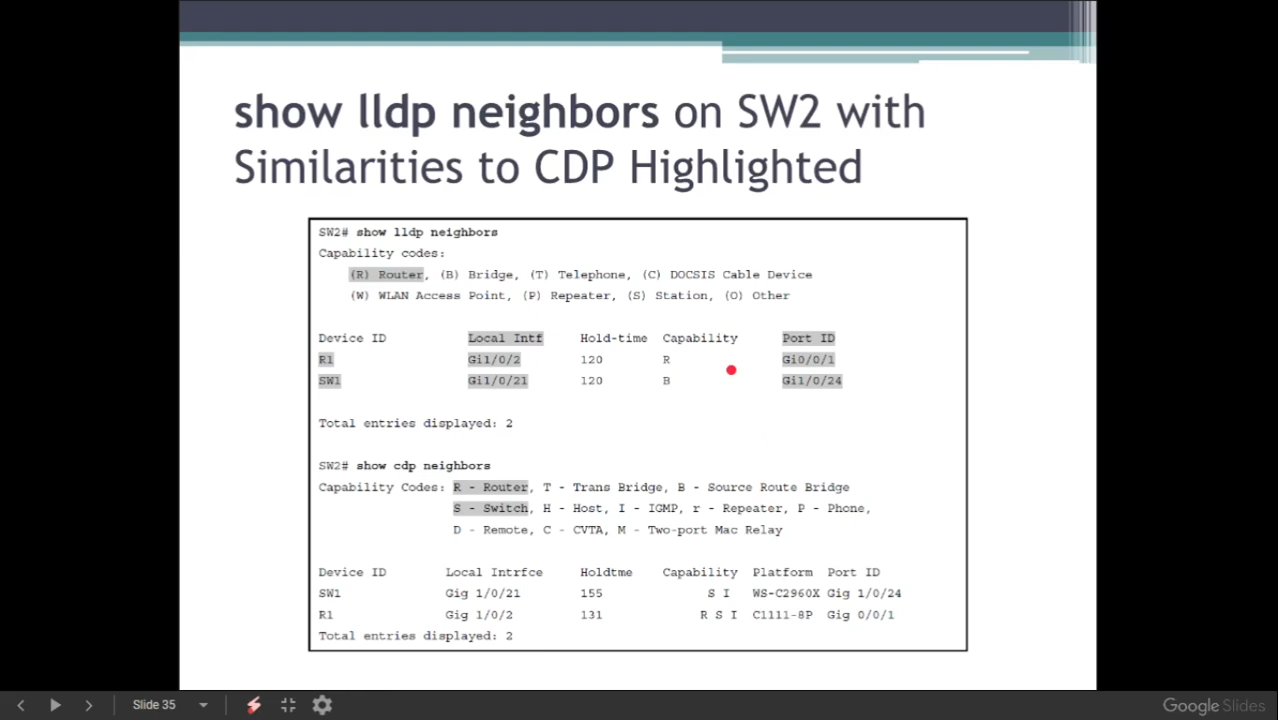 show lldp neighbors on SW2 with
Similarities to CDP Highlighted
SW2# show lldp neighbors
Capability codes:
(R) Router, (B) Bridge, (T) Telephone, (C) DOCSIS Cable Device
(W) WLAN Access Point, (P) Repeater, (S) Station, (O) Other
Device ID Local Intf Hold-time Capability Port ID
R1 Gi1/0/2 120 R Gi0/0/1
SW1 Gi1/0/21 120 B Gi1/0/24
Total entries displayed: 2
SW2# show cdp neighbors
Capability Codes: R - Router, T - Trans Bridge, B - Source Route Bridge
S - Switch, H - Host, I - IGMP, r - Repeater, P - Phone,
D - Remote, C - CVTA, M - Two-port Mac Relay
Device ID Local Intrfce Holdtme Capability Platform Port ID
SW1 Gig 1/0/21 155 S I WS-C2960X Gig 1/0/24
R1 Gig 1/0/2 131 R S I C1111-8P Gig 0/0/1
Total entries displayed: 2
Slide 35
Google Slides